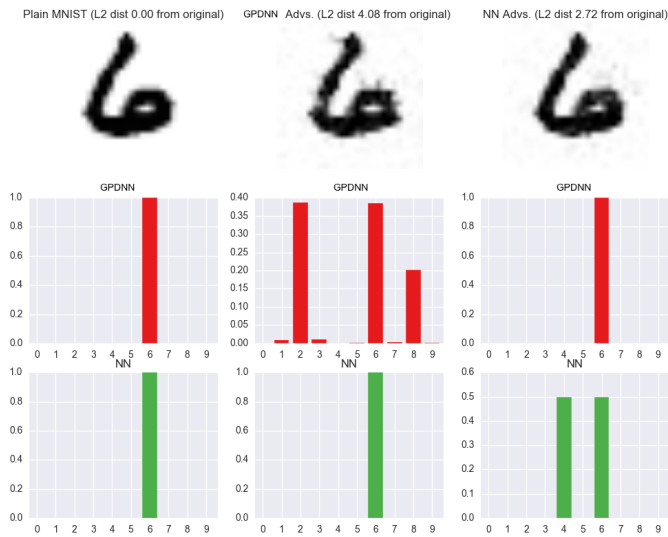 Plain MNIST (L2 dist 0.00 from original)
GPDNN Advs. (L2 dist 4.08 from original)
NN Advs. (L2 dist 2.72 from original)
GPDNN
1.0
0.8
0.6
0.4
0.2
0.0
0 1 2 3 4 5 6 7 8 9
GPDNN
0.40
0.35
0.30
0.25
0.20
0.15
0.10
0.05
0.00
0 1 2 3 4 5 6 7 8 9
GPDNN
1.0
0.8
0.6
0.4
0.2
0.0
0 1 2 3 4 5 6 7 8 9
NN
1.0
0.8
0.6
0.4
0.2
0.0
0 1 2 3 4 5 6 7 8 9
NN
1.0
0.8
0.6
0.4
0.2
0.0
0 1 2 3 4 5 6 7 8 9
NN
0.6
0.5
0.4
0.3
0.2
0.1
0.0
0 1 2 3 4 5 6 7 8 9